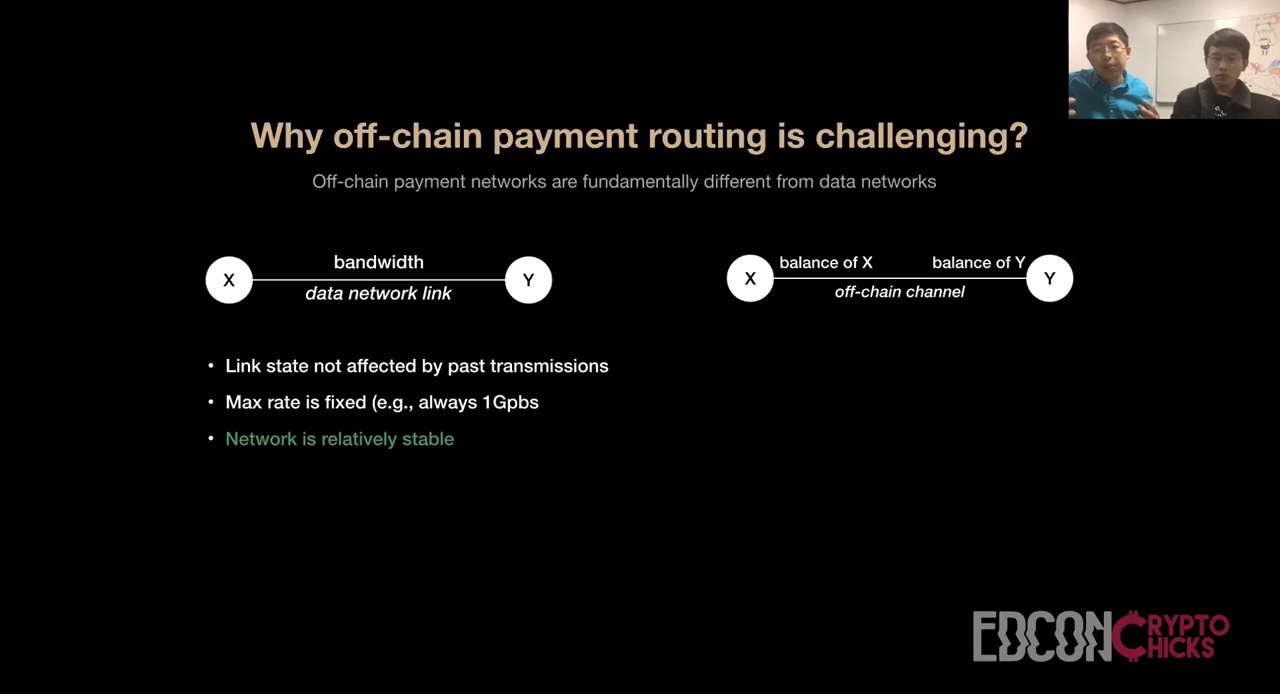 Why off-chain payment routing is challenging?
Off-chain payment networks are fundamentally different from data networks
X
bandwidth
data network link
Y
X
balance of X
balance of Y
off-chain channel
Y
• Link state not affected by past transmissions
• Max rate is fixed (e.g., always 1Gpbs
• Network is relatively stable
EDCON CRYPTO
CHICKS